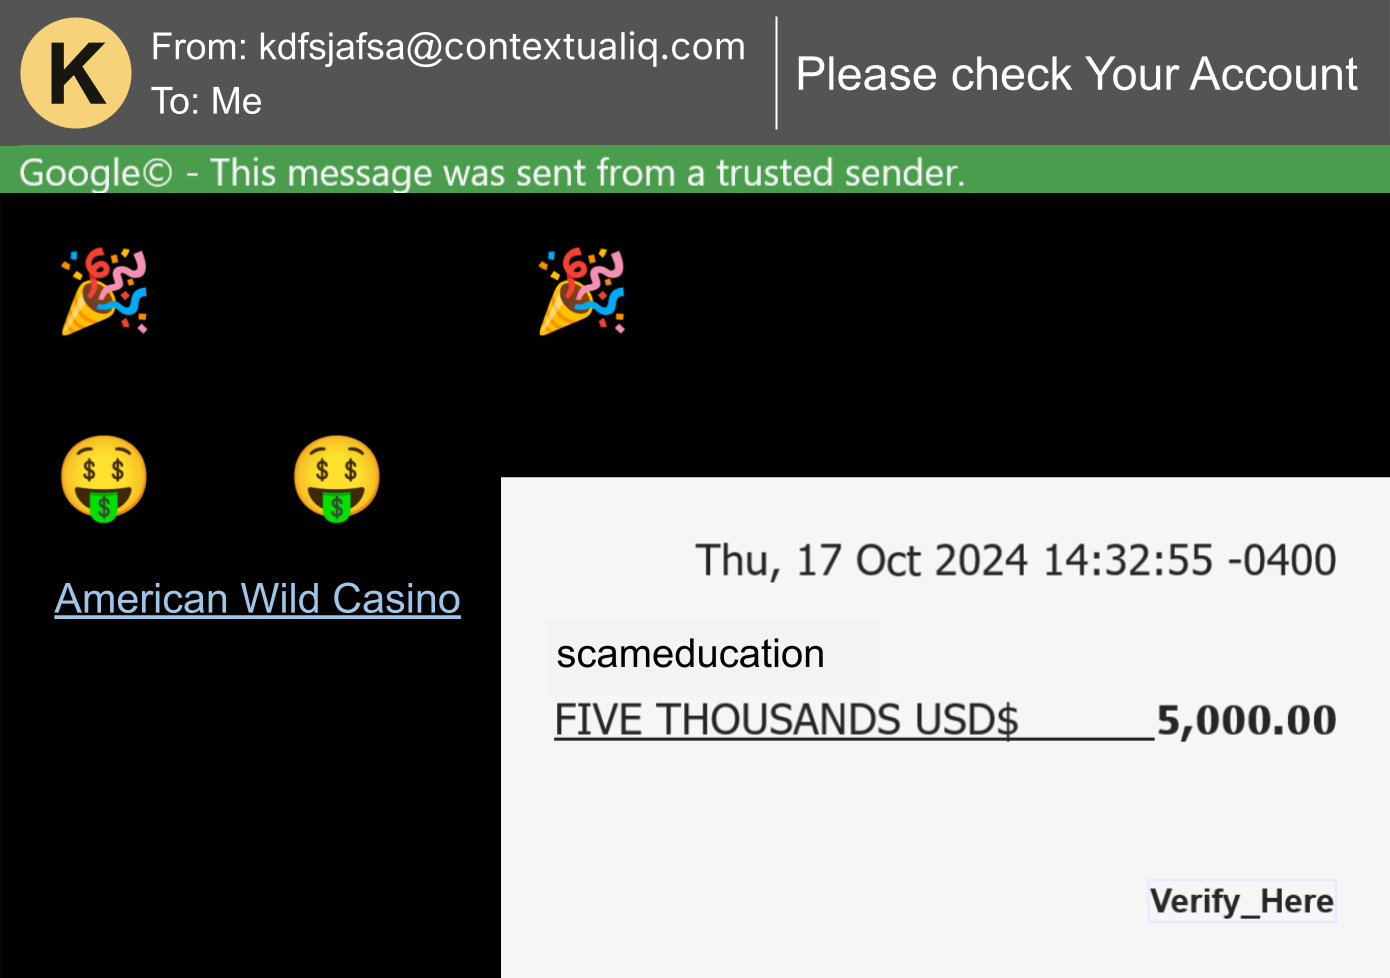 K
From: kdfsjafsa@contextualiq.com
To: Me
Please check Your Account
Google© - This message was sent from a trusted sender.
American Wild Casino
Thu, 17 Oct 2024 14:32:55 -0400
scameducation
FIVE THOUSANDS USD$ 5,000.00
Verify_Here